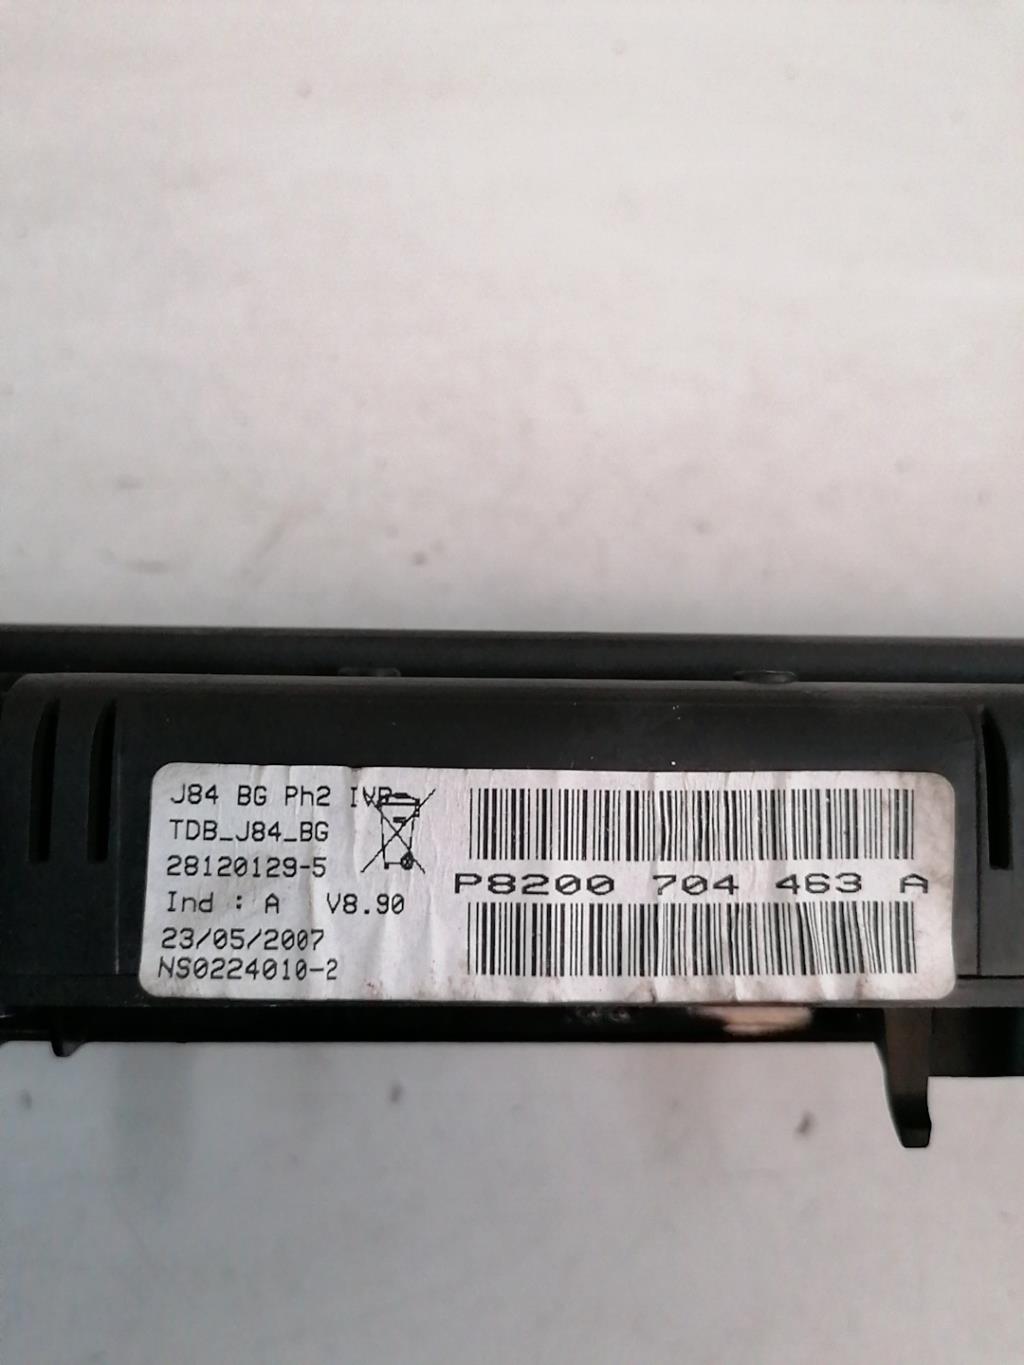 J84 BG Ph2
TDB_J84_BG
28120129-5
Ind : A V8.90
23/05/2007
NS0224010-2
P8200 704 463 A